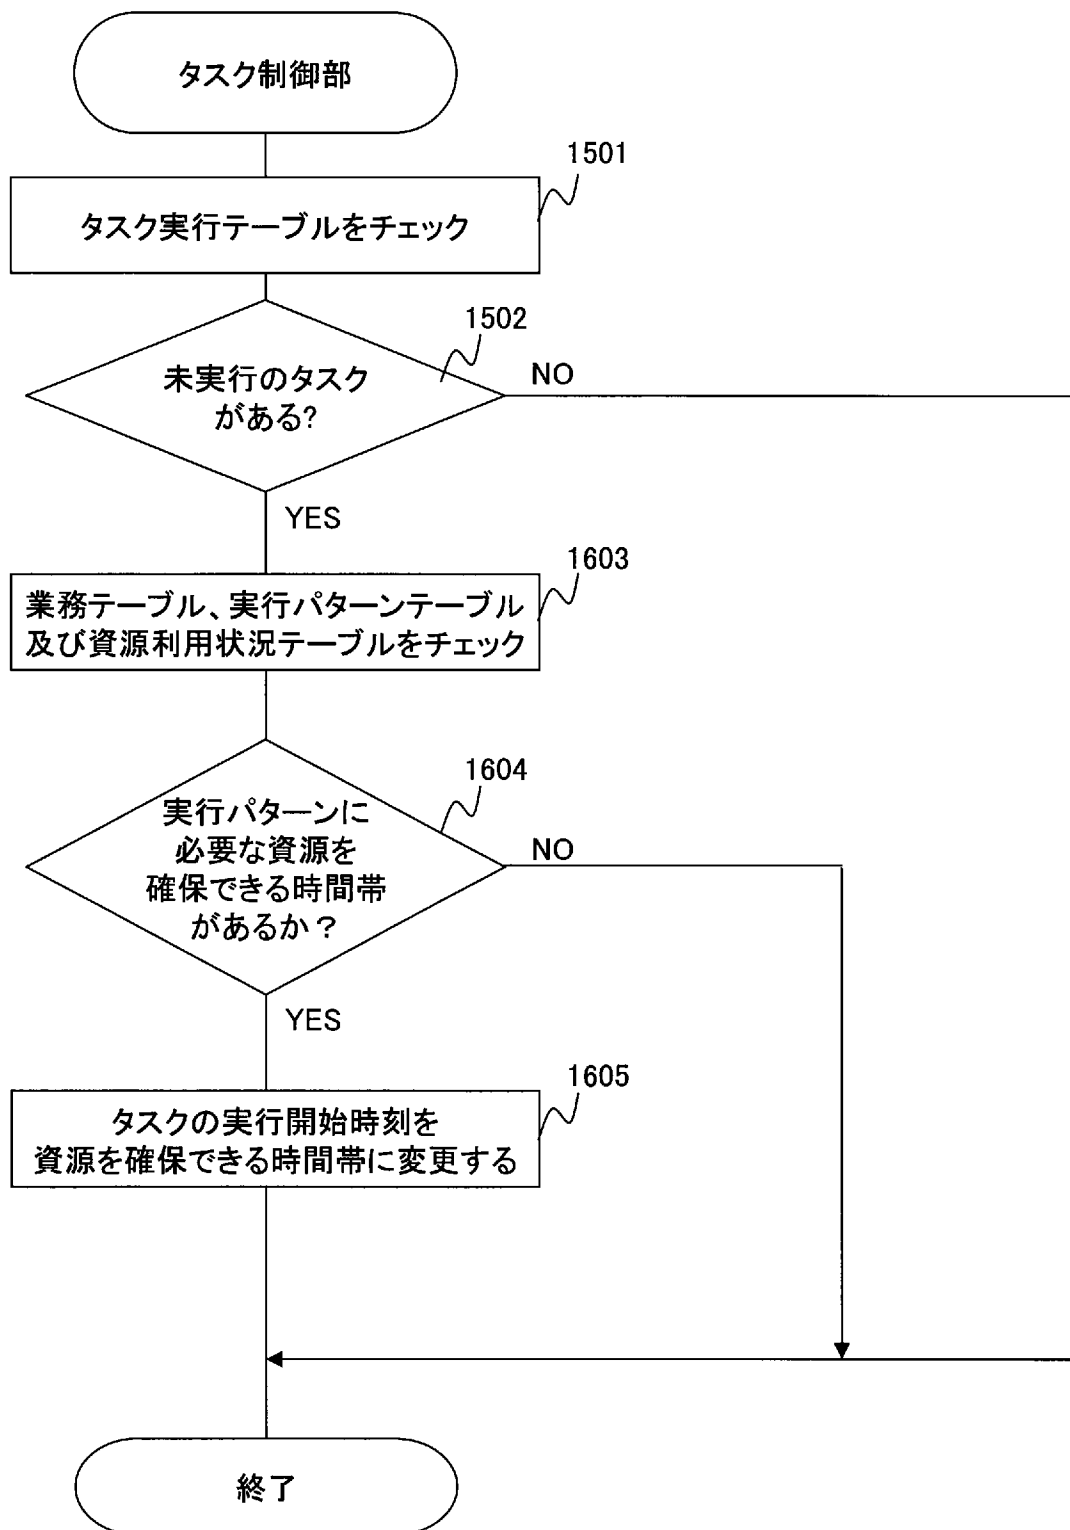 タスク制御部
1501
タスク実行テーブルをチェック
1502
未実行のタスク
がある?
NO
YES
1603
業務テーブル、実行パターンテーブル
及び資源利用状況テーブルをチェック
1604
実行パターンに
必要な資源を
確保できる時間帯
があるか？
NO
YES
1605
タスクの実行開始時刻を
資源を確保できる時間帯に変更する
終了